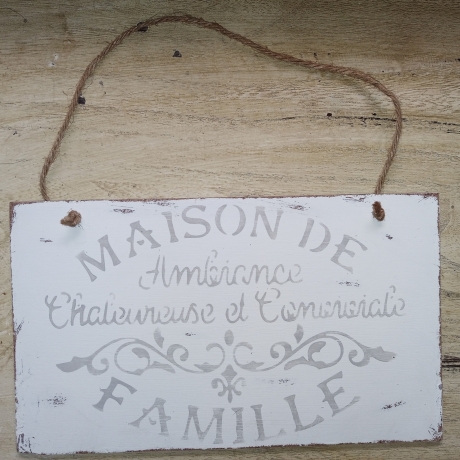 MAISON DE
Ambiance
Chaleureuse et Conviviale
FAMILLE